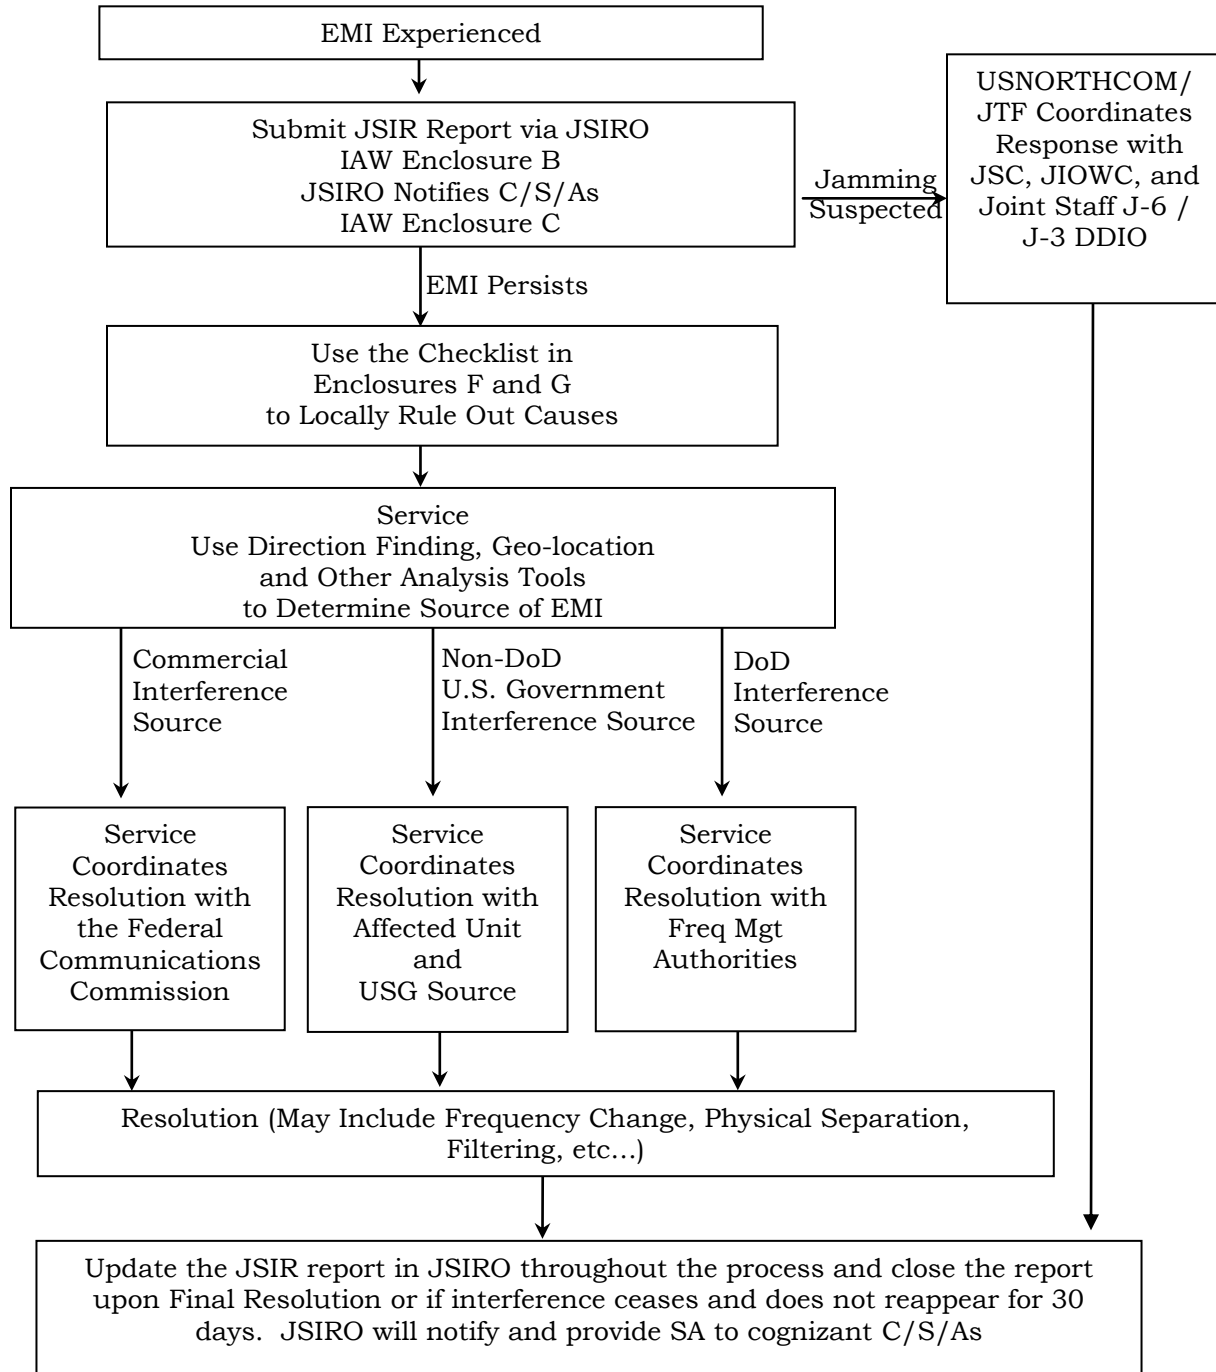 EMI Experienced
Submit JSIR Report via JSIRO
IAW Enclosure B
JSIRO Notifies C/S/As
IAW Enclosure C
Jamming
Suspected
USNORTHCOM/
JTF Coordinates
Response with
JSC, JIOWC, and
Joint Staff J-6 /
J-3 DDIO
EMI Persists
Use the Checklist in
Enclosures F and G
to Locally Rule Out Causes
Service
Use Direction Finding, Geo-location
and Other Analysis Tools
to Determine Source of EMI
Commercial
Interference
Source
Non-DoD
U.S. Government
Interference Source
DoD
Interference
Source
Service
Coordinates
Resolution with
the Federal
Communications
Commission
Service
Coordinates
Resolution with
Affected Unit
and
USG Source
Service
Coordinates
Resolution with
Freq Mgt
Authorities
Resolution (May Include Frequency Change, Physical Separation,
Filtering, etc…)
Update the JSIR report in JSIRO throughout the process and close the report
upon Final Resolution or if interference ceases and does not reappear for 30
days.  JSIRO will notify and provide SA to cognizant C/S/As